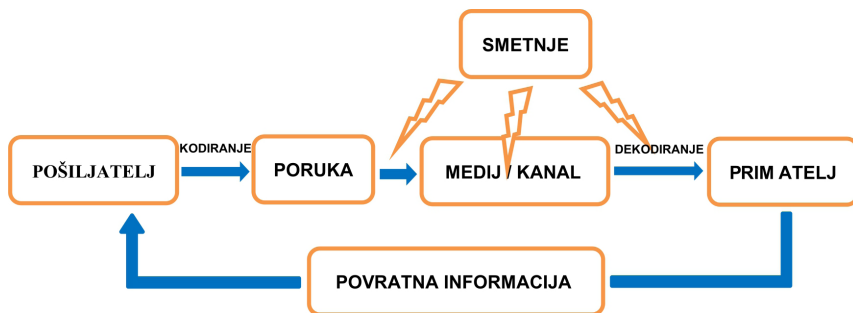 SMETNJE
POŠILJATELJ
KODIRANJE
PORUKA
MEDIJ / KANAL
DEKODIRANJE
PRIM ATELJ
POVRATNA INFORMACIJA